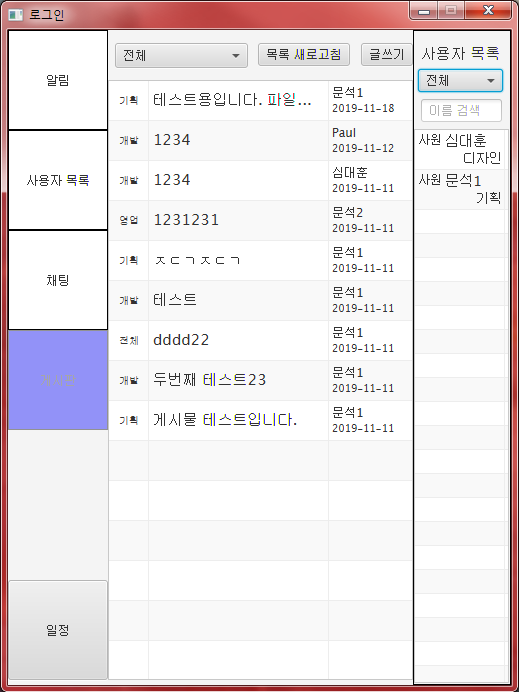 로그인
알림
사용자 목록
채팅
게시판
일정
전체
목록 새로고침
글쓰기
기획 테스트용입니다. 파일... 문석1
2019-11-18
개발 1234 Paul
2019-11-12
개발 1234 심대훈
2019-11-11
영업 1231231 문석2
2019-11-11
기획 ㅈㄷㄱㅈㄷㄱ 문석1
2019-11-11
개발 테스트 문석1
2019-11-11
전체 dddd22 문석1
2019-11-11
개발 두번째 테스트23 문석1
2019-11-11
기획 게시물 테스트입니다. 문석1
2019-11-11
사용자 목록
전체
이름 검색
사원 심대훈
디자인
사원 문석1
기획